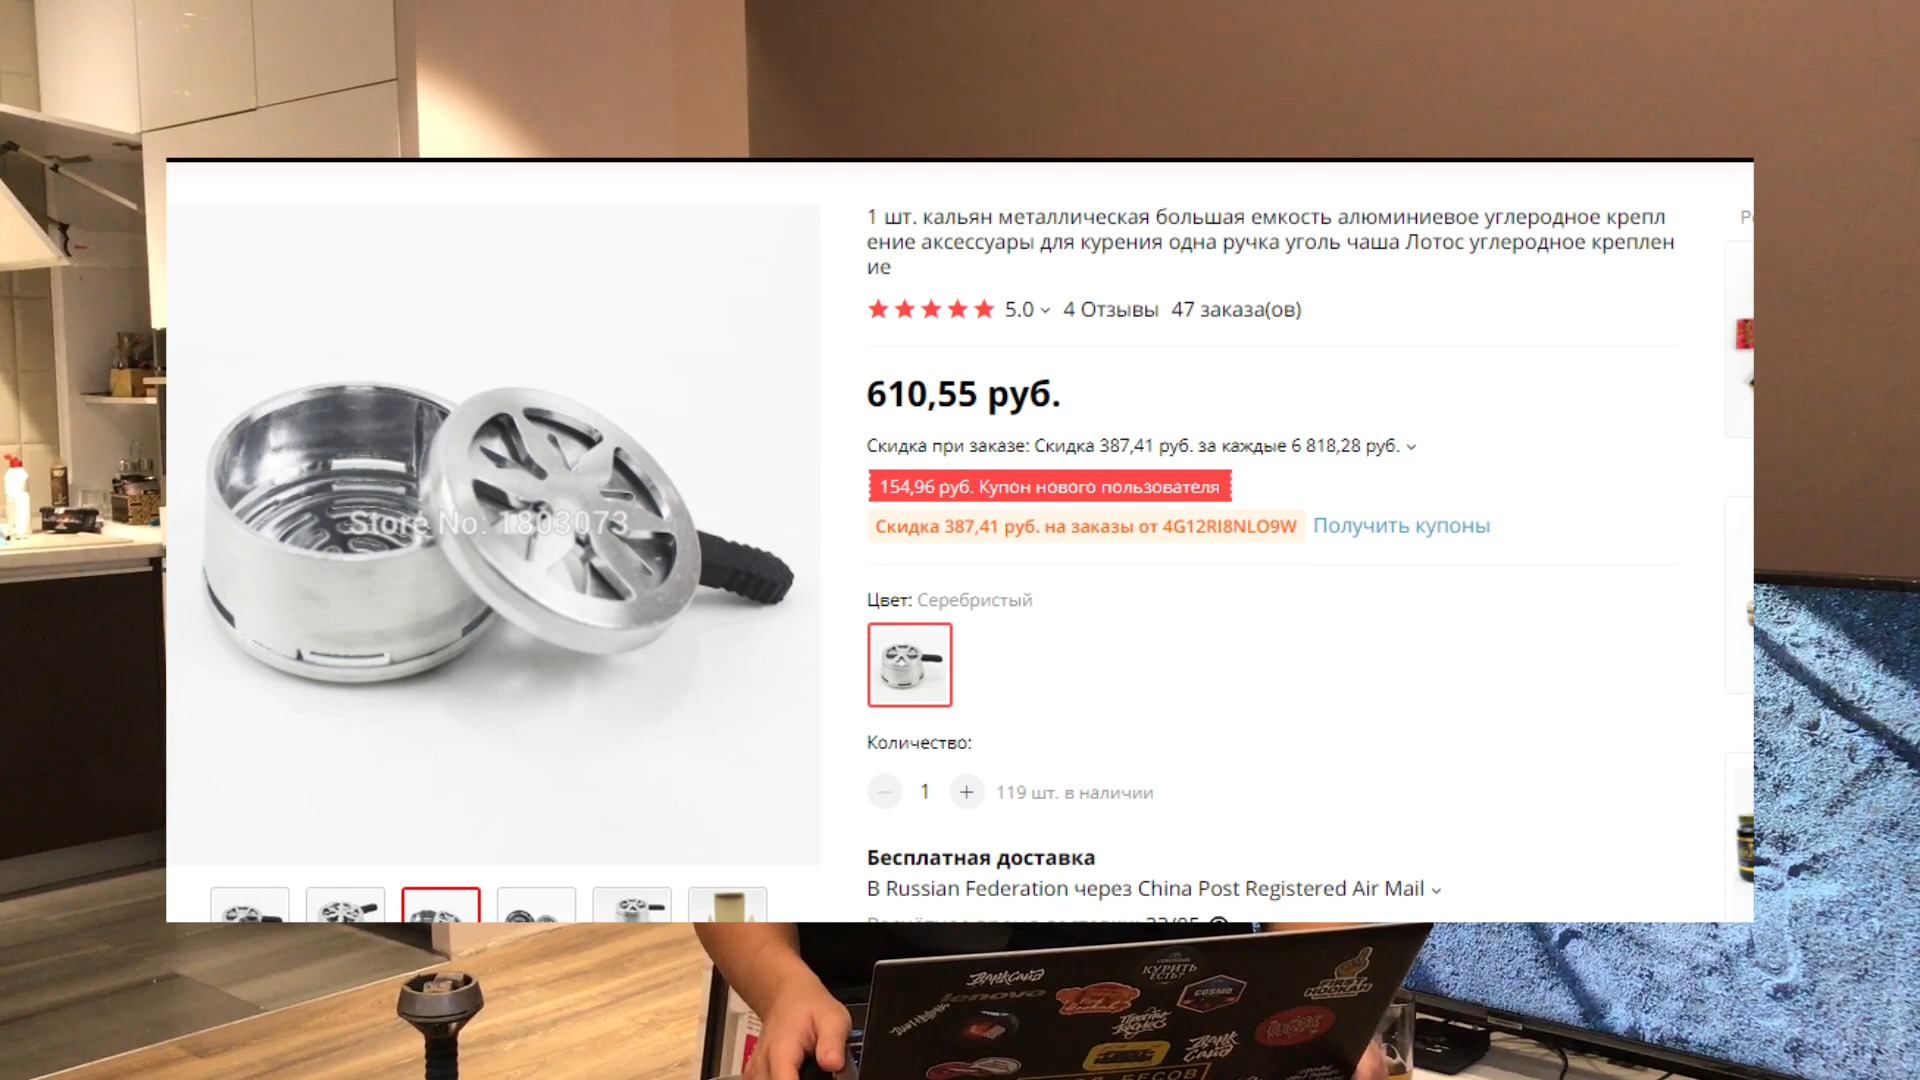 1 шт. кальян металлическая большая емкость алюминиевое углеродное крепл
ение аксессуары для курения одна ручка уголь чаша Лотос углеродное креплен
ие
5.0
4 Отзывы
47 заказа(ов)
610,55 руб.
Скидка при заказе: Скидка 387,41 руб. за каждые 6 818,28 руб.
154,96 руб. Купон нового пользователя
Скидка 387,41 руб. на заказы от 4G12RI8NLO9W
Получить купоны
Store No: 1803073
Цвет: Серебристый
Количество:
1
119 шт. в наличии
Бесплатная доставка
В Russian Federation через China Post Registered Air Mail
КУРИТЬ
ЕСТЬ?
lenovo
COSMO
HOOKAH